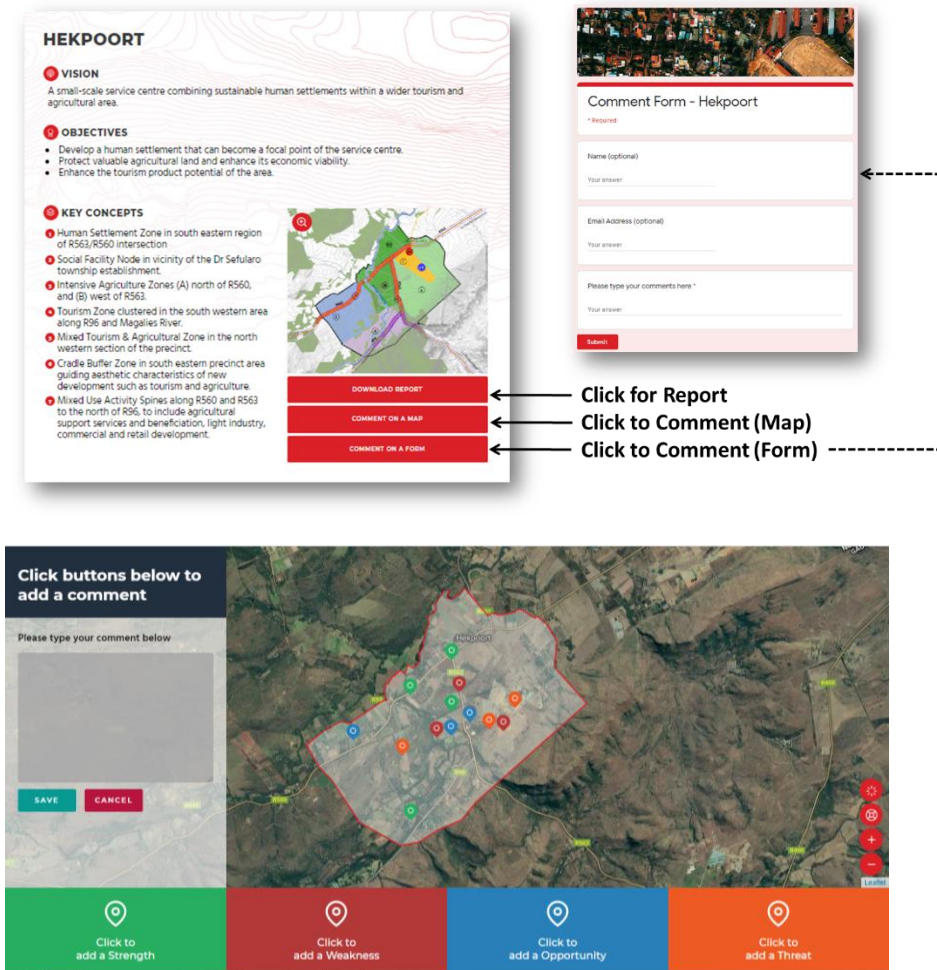 HEKPOORT
VISION
A small-scale service centre combining sustainable human settlements within a wider tourism and
agricultural area.
OBJECTIVES
• Develop a human settlement that can become a focal point of the service centre.
• Protect valuable agricultural land and enhance its economic viability.
• Enhance the tourism product potential of the area.
KEY CONCEPTS
1 Human Settlement Zone in south eastern region
of R563/R560 intersection
2 Social Facility Node in vicinity of the Dr Sefularo
township establishment.
3 Intensive Agriculture Zones (A) north of R560,
and (B) west of R563.
4 Tourism Zone clustered in the south western area
along R96 and Magalies River.
5 Mixed Tourism & Agricultural Zone in the north
western section of the precinct.
6 Cradle Buffer Zone in south eastern precinct area
guiding aesthetic characteristics of new
development such as tourism and agriculture.
7 Mixed Use Activity Spines along R560 and R563
to the north of R96, to include agricultural
support services and beneficiation, light industry,
commercial and retail development.
DOWNLOAD REPORT
COMMENT ON A MAP
COMMENT ON A FORM
Comment Form - Hekpoort
* Required
Name (optional)
Your answer
Email Address (optional)
Your answer
Please type your comments here *
Your answer
Submit
Click for Report
Click to Comment (Map)
Click to Comment (Form)
Click buttons below to
add a comment
Please type your comment below
SAVE
CANCEL
Hekpoort
Leaflet
Click to
add a Strength
Click to
add a Weakness
Click to
add a Opportunity
Click to
add a Threat